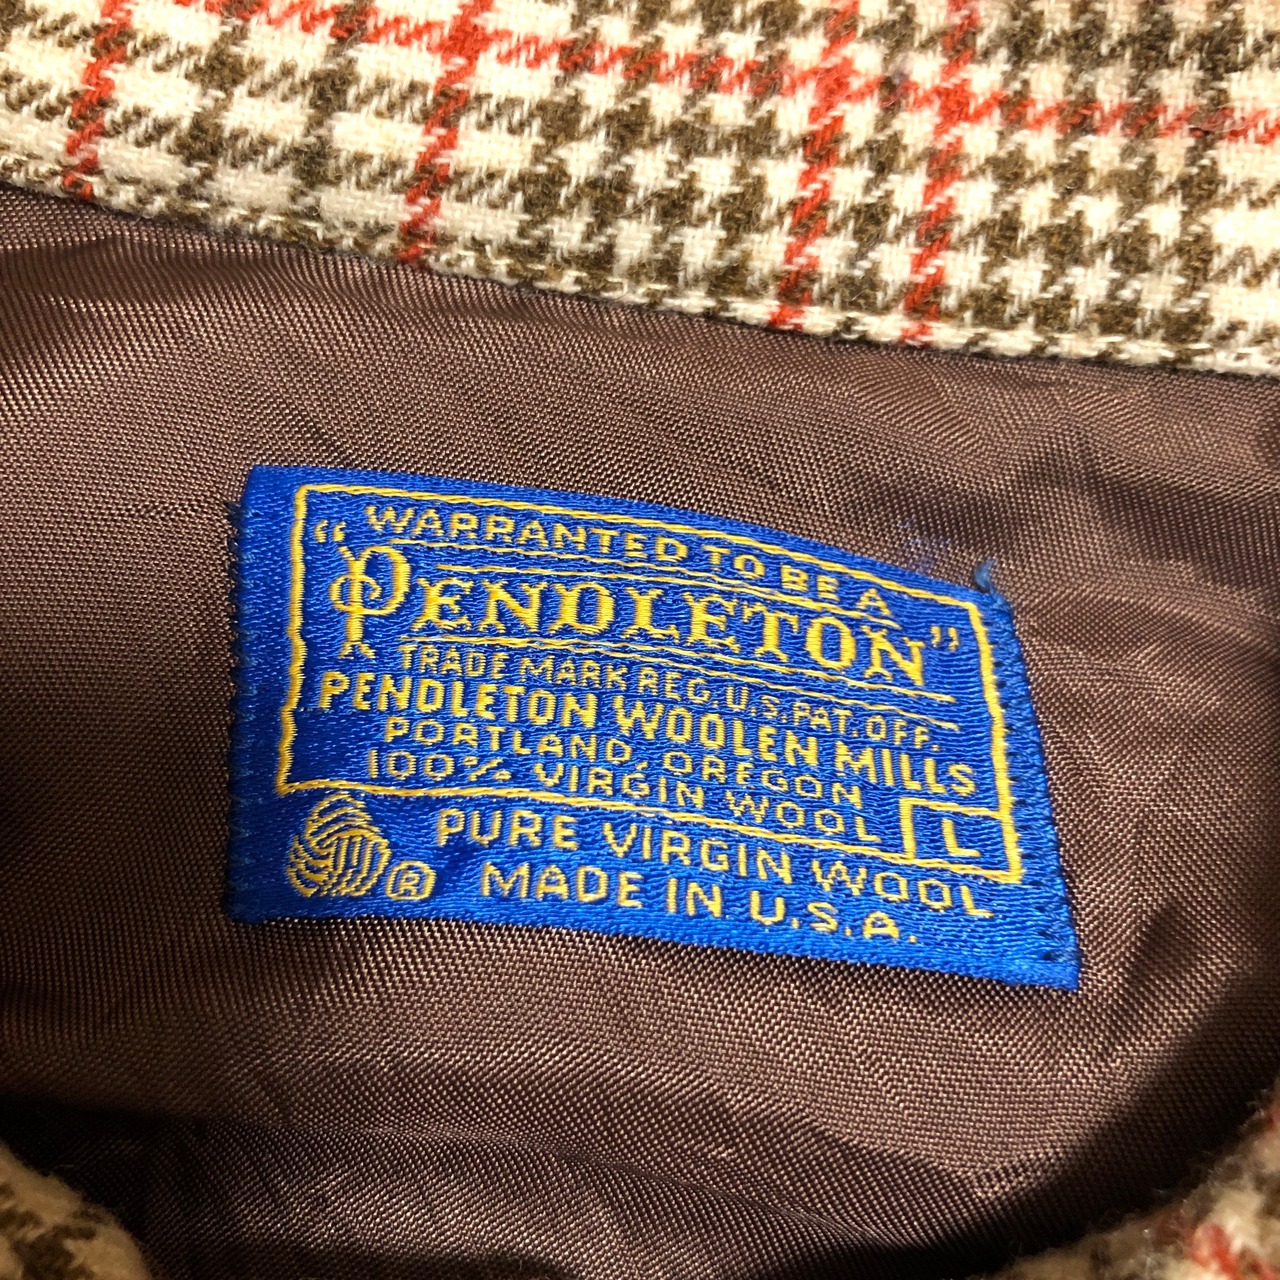 WARRANTED TO BE A
"PENDLETON"
TRADE MARK REG. U.S. PAT. OFF.
PENDLETON WOOLEN MILLS
PORTLAND, OREGON
100% VIRGIN WOOL
L
PURE VIRGIN WOOL
® MADE IN U.S.A.